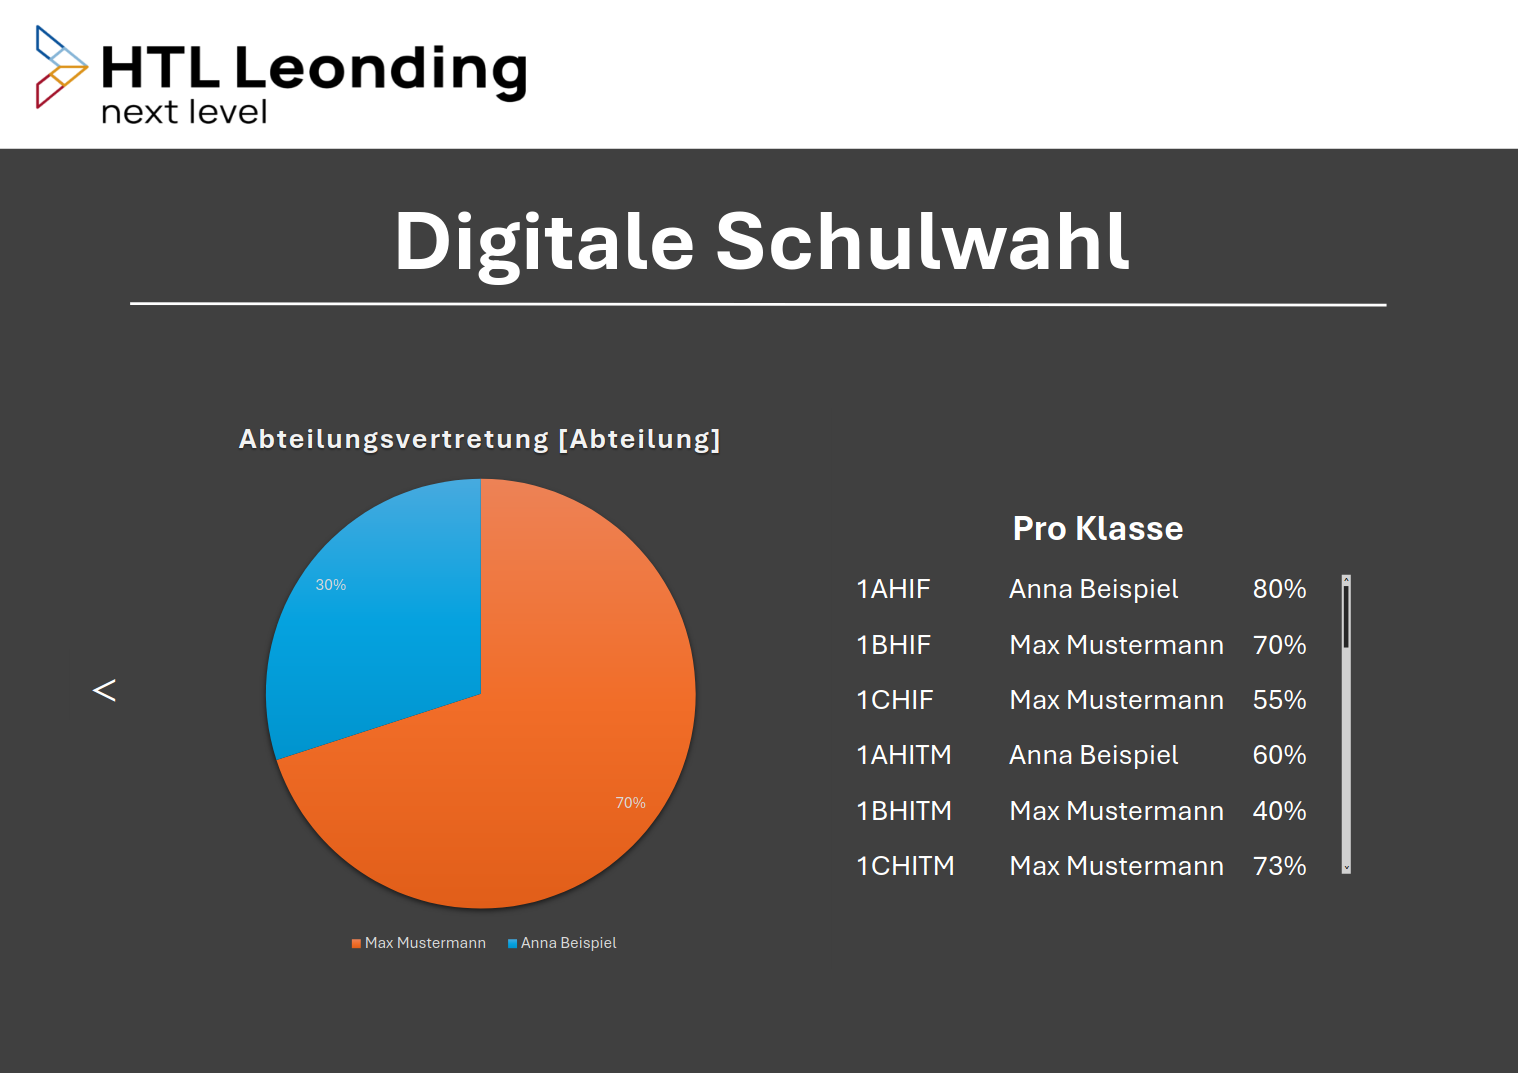 HTL Leonding
next level
Digitale Schulwahl
Abteilungsvertretung [Abteilung]
30%
70%
Max Mustermann Anna Beispiel
<
Pro Klasse
1AHIF Anna Beispiel 80%
1BHIF Max Mustermann 70%
1CHIF Max Mustermann 55%
1AHITM Anna Beispiel 60%
1BHITM Max Mustermann 40%
1CHITM Max Mustermann 73%